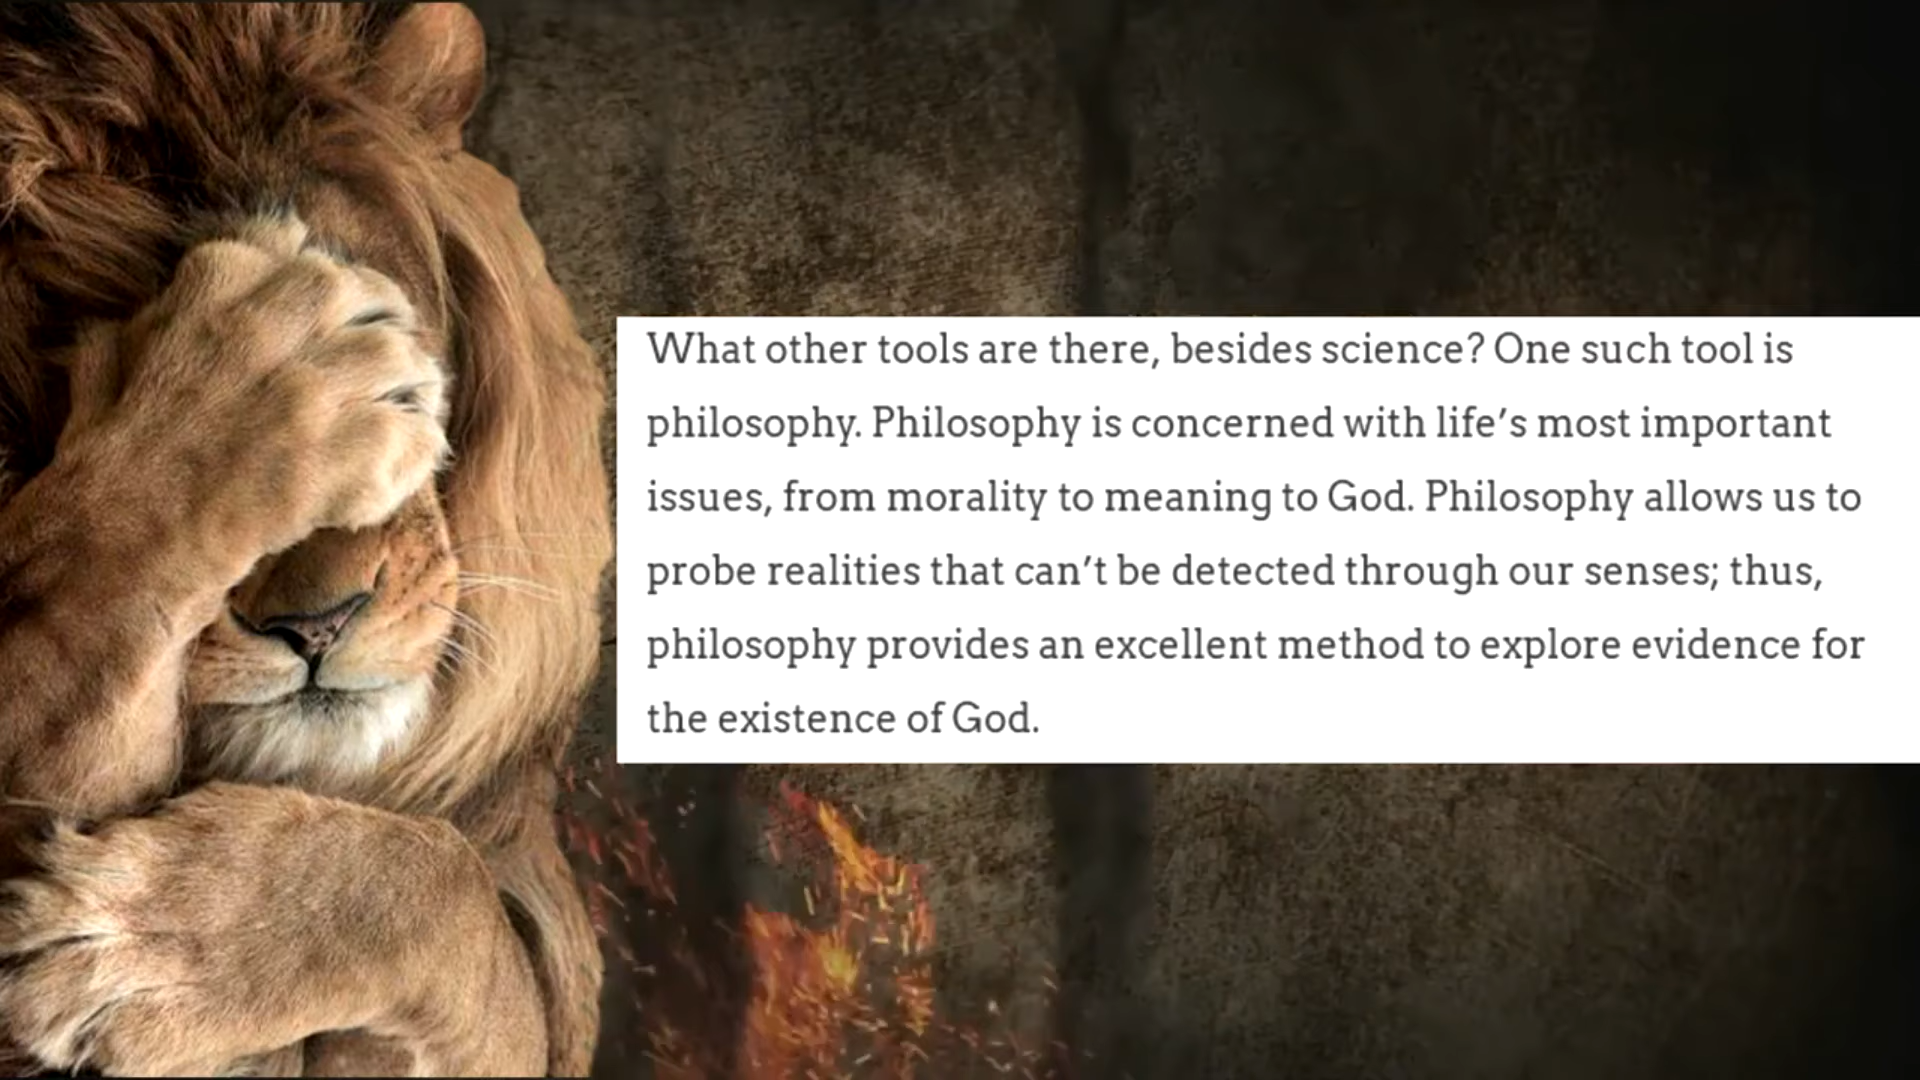 What other tools are there, besides science? One such tool is
philosophy. Philosophy is concerned with life’s most important
issues, from morality to meaning to God. Philosophy allows us to
probe realities that can’t be detected through our senses; thus,
philosophy provides an excellent method to explore evidence for
the existence of God.